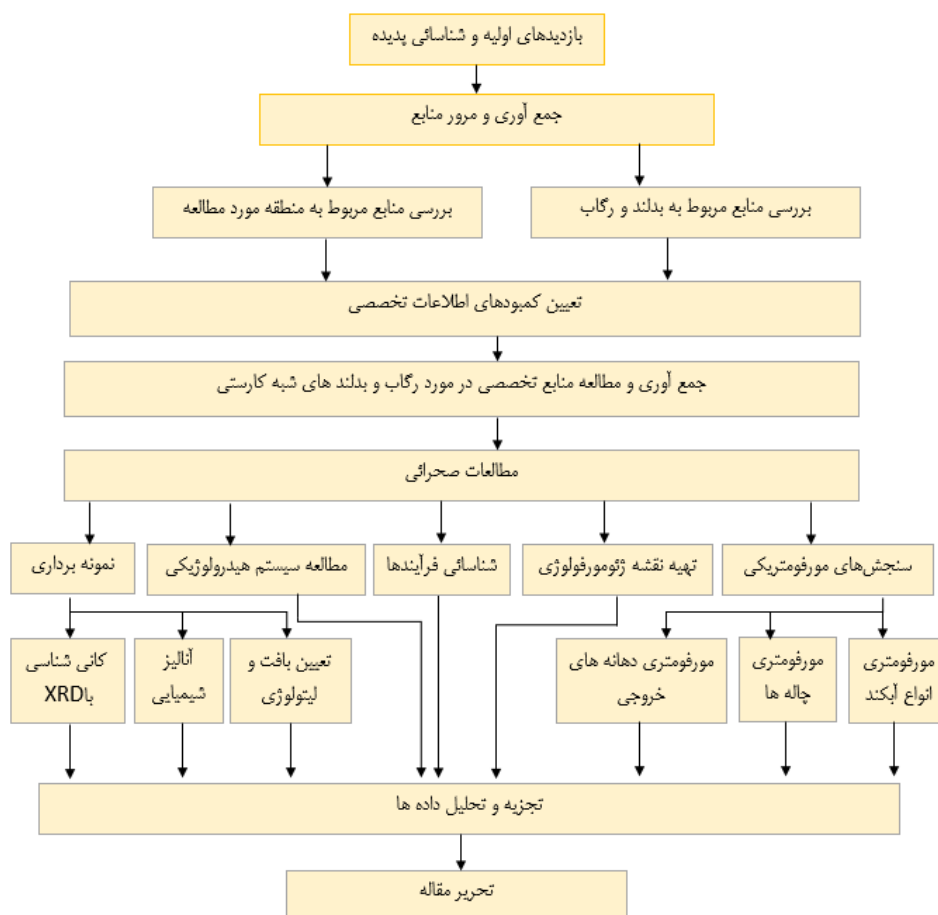 بازدیدهای اولیه و شناسائی پدیده
جمع آوری و مرور منابع
بررسی منابع مربوط به بدلند و رگاب
بررسی منابع مربوط به منطقه مورد مطالعه
تعیین کمبودهای اطلاعات تخصصی
جمع آوری و مطالعه منابع تخصصی در مورد رگاب و بدلند های شبه کارستی
مطالعات صحرائی
سنجش‌های مورفومتریکی
تهیه نقشه ژئومورفولوژی
شناسائی فرآیندها
مطالعه سیستم هیدرولوژیکی
نمونه برداری
مورفومتری
انواع آبکند
مورفومتری
چاله ها
مورفومتری دهانه های
خروجی
تعیین بافت و
لیتولوژی
آنالیز
شیمیایی
کانی شناسی
باXRD
تجزیه و تحلیل داده ها
تحریر مقاله